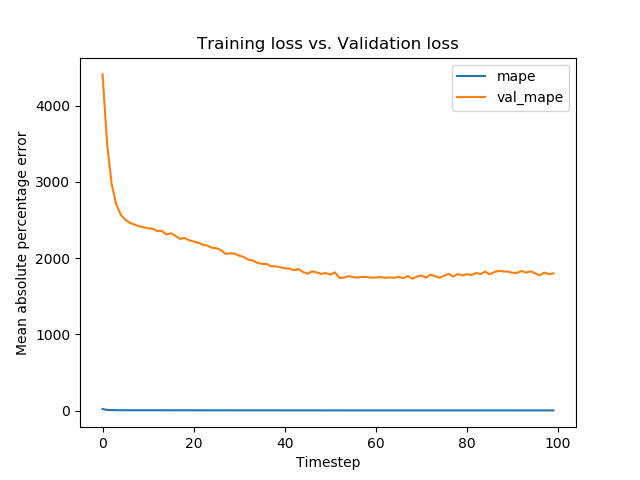 Training loss vs. Validation loss
mape
val_mape
Mean absolute percentage error
4000
3000
2000
1000
0
0 20 40 60 80 100
Timestep